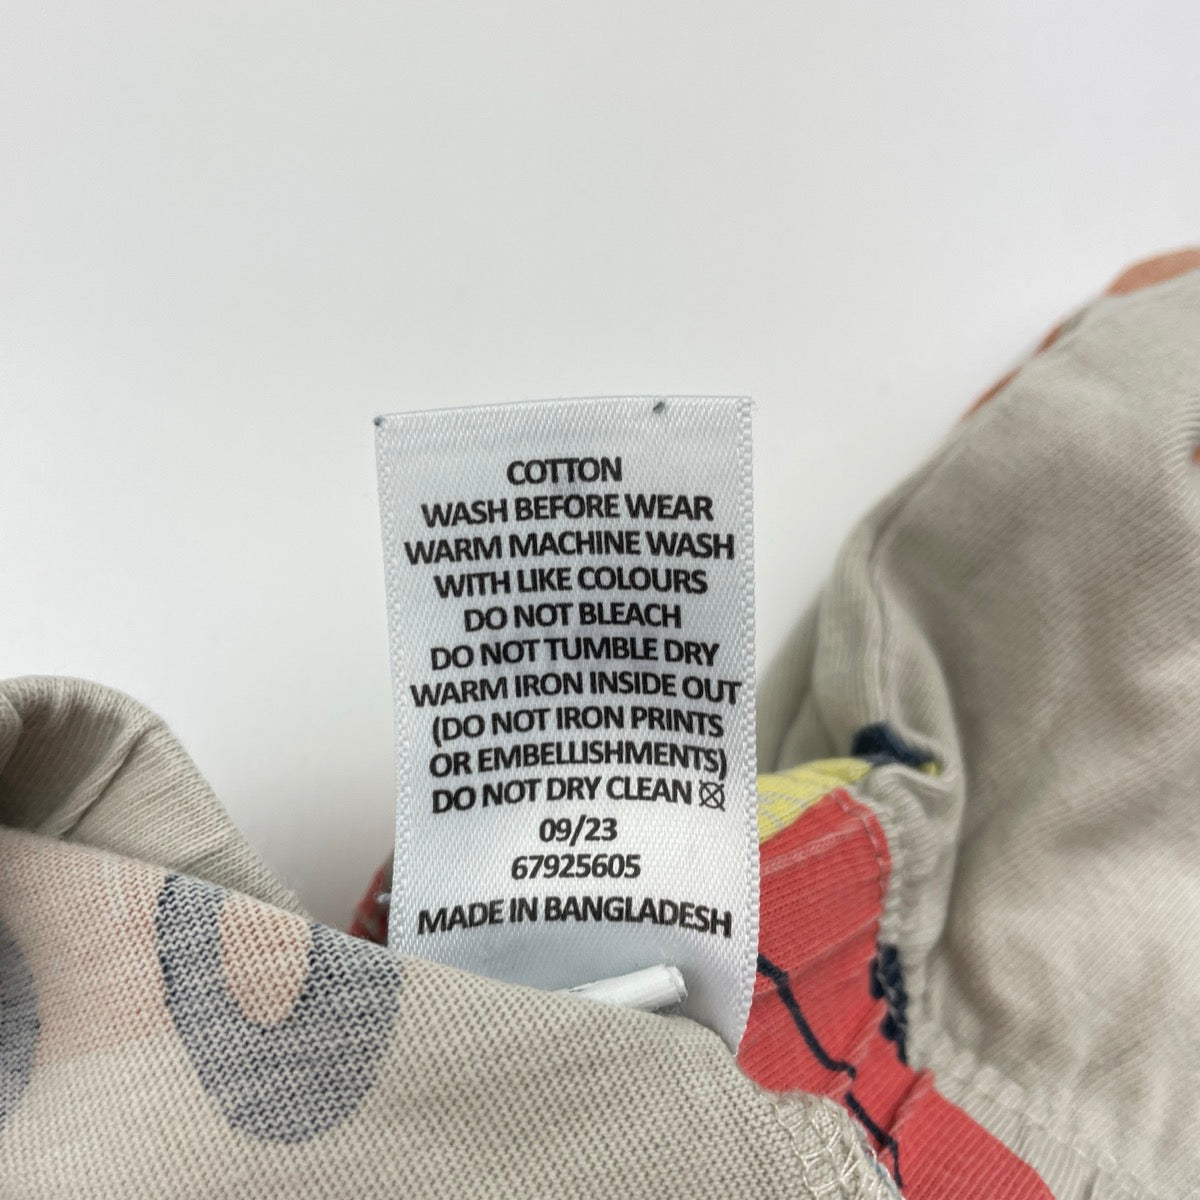 COTTON
WASH BEFORE WEAR
WARM MACHINE WASH
WITH LIKE COLOURS
DO NOT BLEACH
DO NOT TUMBLE DRY
WARM IRON INSIDE OUT
(DO NOT IRON PRINTS
OR EMBELLISHMENTS)
DO NOT DRY CLEAN
09/23
67925605
MADE IN BANGLADESH